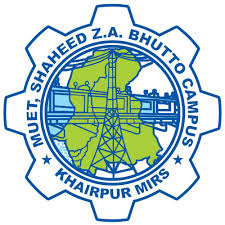 MUET, SHAHEED Z.A. BHUTTO CAMPUS
KHAIRPUR MIRS